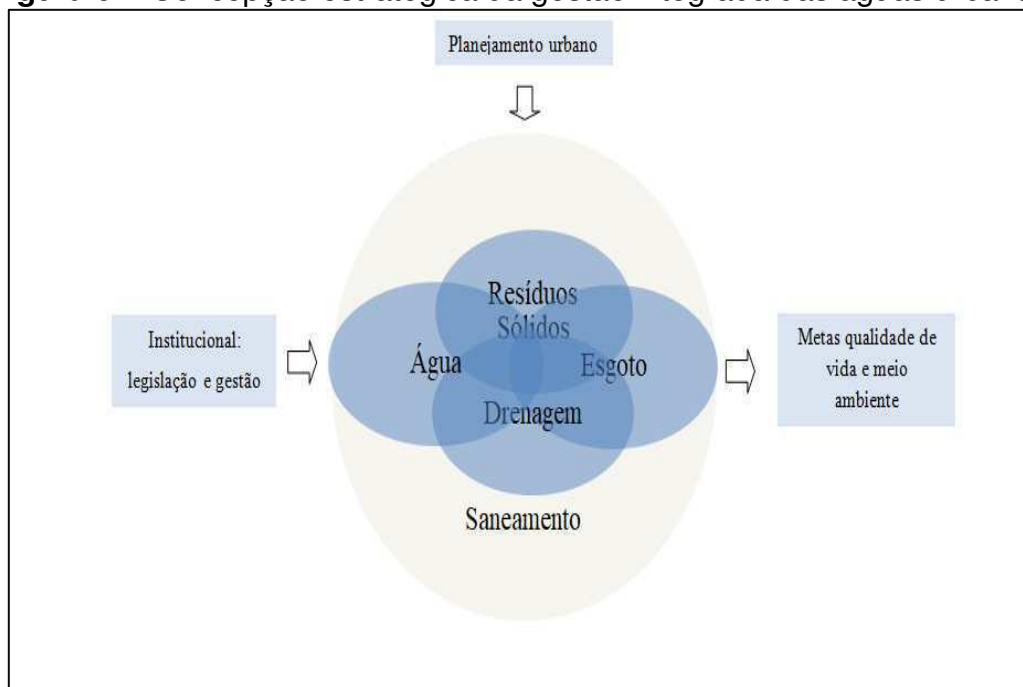 Planejamento urbano
Resíduos
Sólidos
Institucional:
legislação e gestão
Água
Esgoto
Metas qualidade de
vida e meio
ambiente
Drenagem
Saneamento